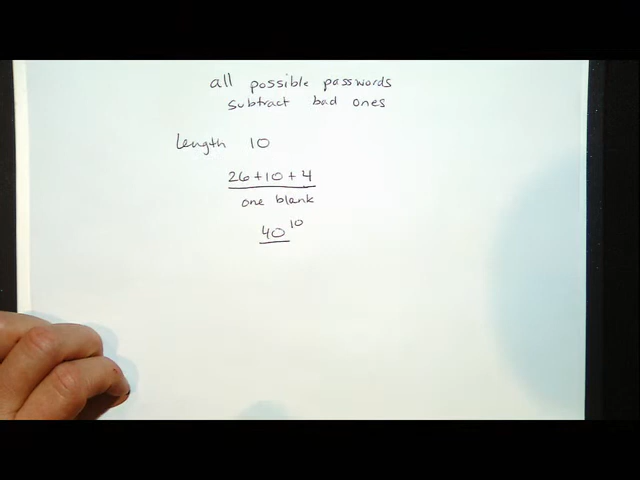 all possible passwords
subtract bad ones
Length 10
26+10+4
one blank
40^10